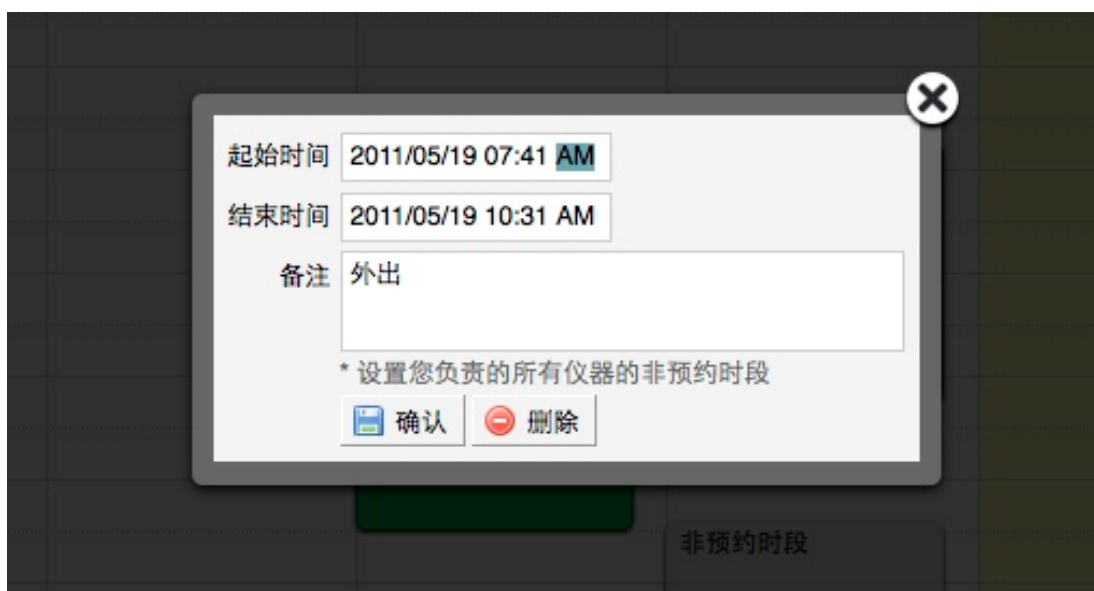 起始时间 2011/05/19 07:41 AM
结束时间 2011/05/19 10:31 AM
备注 外出
* 设置您负责的所有仪器的非预约时段
确认 删除
非预约时段